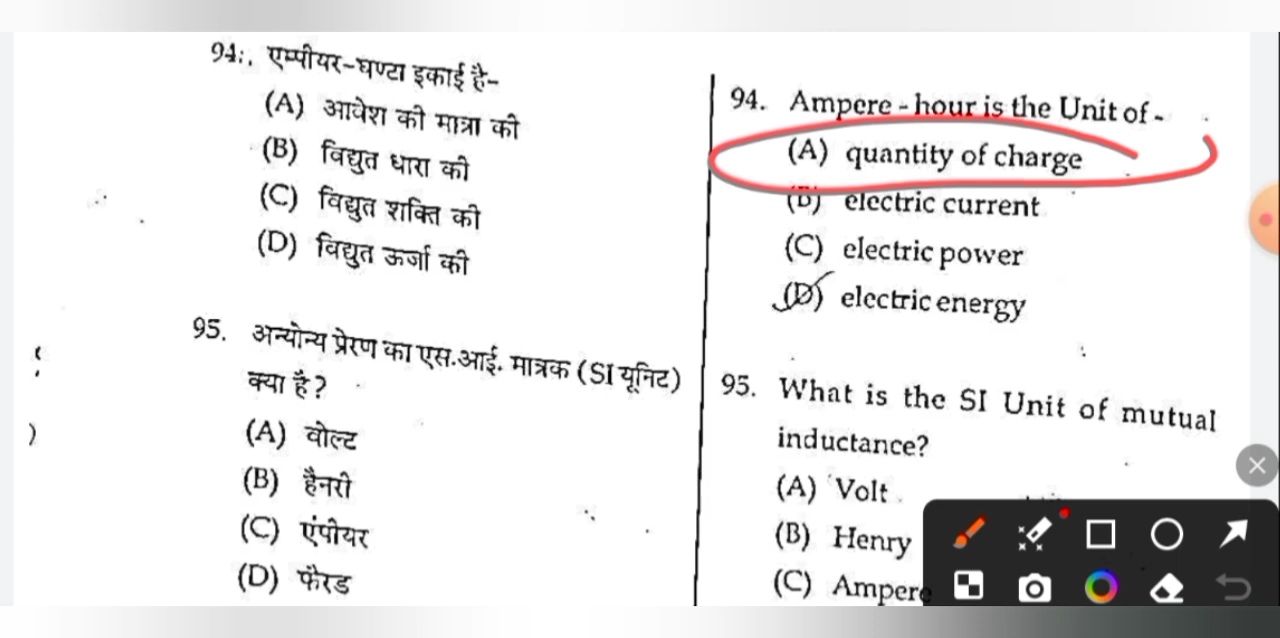 94:. एम्पीयर-घण्टा इकाई है-
(A) आवेश की मात्रा की
(B) विद्युत धारा की
(C) विद्युत शक्ति की
(D) विद्युत ऊर्जा की
95. अन्योन्य प्रेरण का एस.आई. मात्रक (SI यूनिट)
क्या है?
(A) वोल्ट
(B) हैनरी
(C) एंपीयर
(D) फैरड
94. Ampere - hour is the Unit of -
(A) quantity of charge
(B) electric current
(C) electric power
(D) electric energy
95. What is the SI Unit of mutual
inductance?
(A) Volt
(B) Henry
(C) Ampere